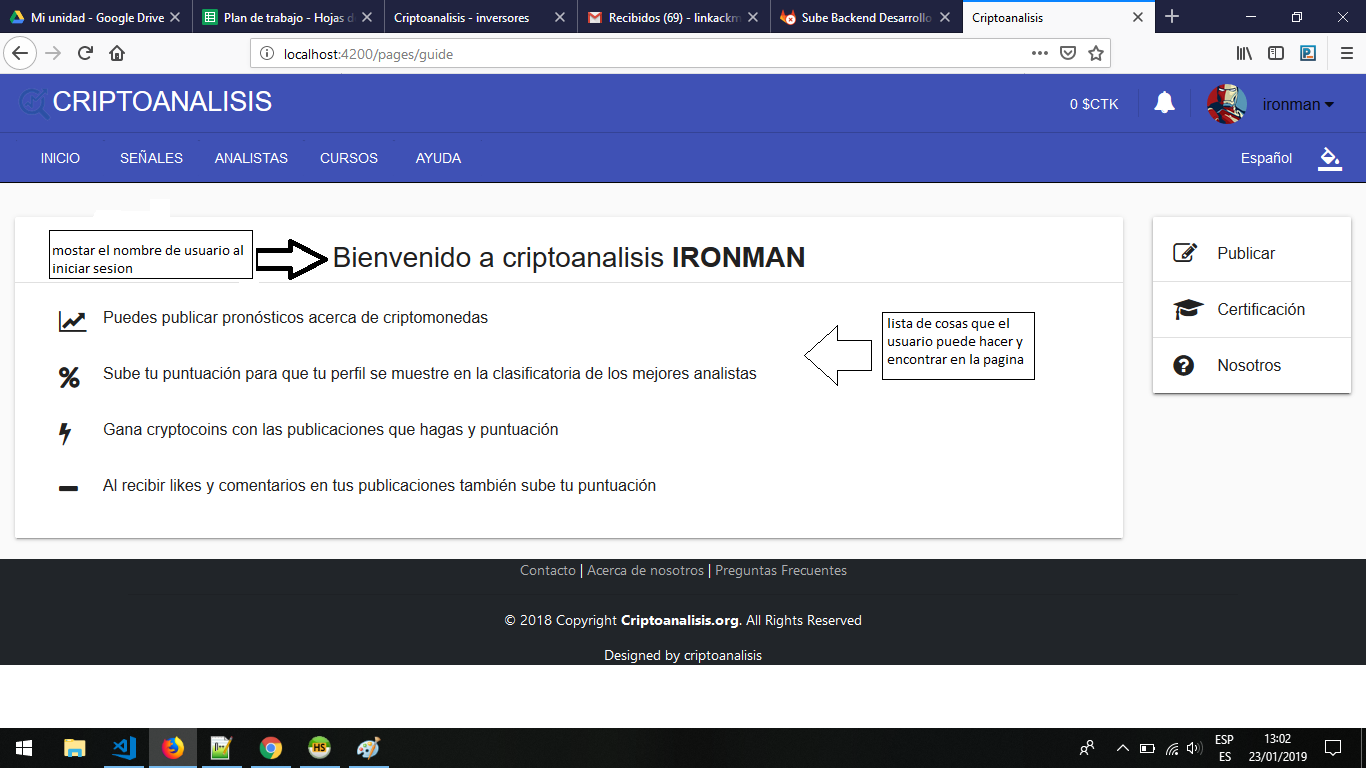 Mi unidad - Google Drive
Plan de trabajo - Hojas d
Criptoanalisis - inversores
Recibidos (69) - linkackm
Sube Backend Desarrollo
Criptoanalisis
localhost:4200/pages/guide
CRIPTOANALISIS
0 $CTK
ironman
INICIO
SEÑALES
ANALISTAS
CURSOS
AYUDA
Español
mostar el nombre de usuario al
iniciar sesion
Bienvenido a criptoanalisis IRONMAN
Puedes publicar pronósticos acerca de criptomonedas
Sube tu puntuación para que tu perfil se muestre en la clasificatoria de los mejores analistas
Gana cryptocoins con las publicaciones que hagas y puntuación
Al recibir likes y comentarios en tus publicaciones también sube tu puntuación
lista de cosas que el
usuario puede hacer y
encontrar en la pagina
Publicar
Certificación
Nosotros
Contacto | Acerca de nosotros | Preguntas Frecuentes
© 2018 Copyright Criptoanalisis.org. All Rights Reserved
Designed by criptoanalisis
HS
ESP
ES
13:02
23/01/2019